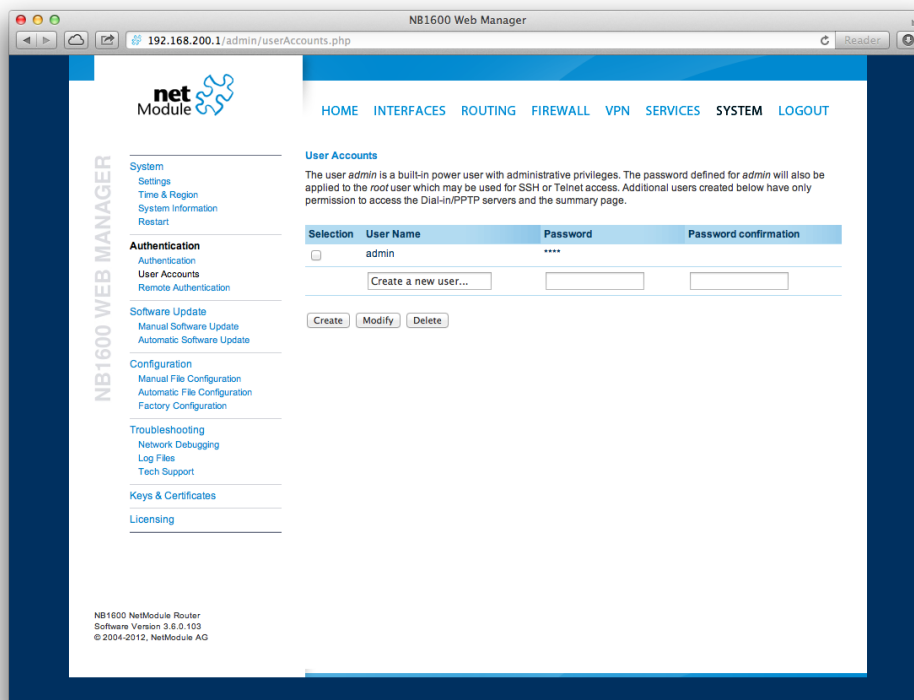 NB1600 Web Manager
192.168.200.1/admin/userAccounts.php
Reader
net
Module
HOME INTERFACES ROUTING FIREWALL VPN SERVICES SYSTEM LOGOUT
NB1600 WEB MANAGER
System
Settings
Time & Region
System Information
Restart
Authentication
Authentication
User Accounts
Remote Authentication
Software Update
Manual Software Update
Automatic Software Update
Configuration
Manual File Configuration
Automatic File Configuration
Factory Configuration
Troubleshooting
Network Debugging
Log Files
Tech Support
Keys & Certificates
Licensing
User Accounts
The user admin is a built-in power user with administrative privileges. The password defined for admin will also be
applied to the root user which may be used for SSH or Telnet access. Additional users created below have only
permission to access the Dial-in/PPTP servers and the summary page.
Selection User Name Password Password confirmation
admin ****
Create a new user...
Create Modify Delete
NB1600 NetModule Router
Software Version 3.6.0.103
© 2004-2012, NetModule AG